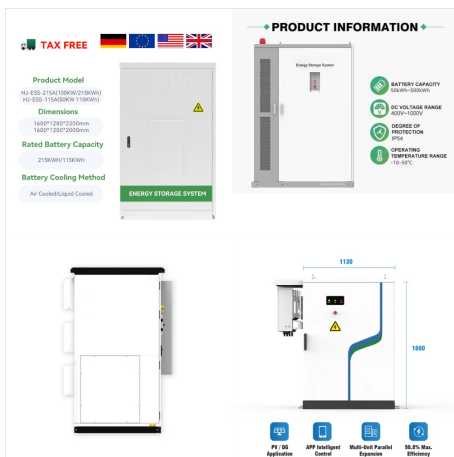 TAX FREE
Product Model
HJ-ESS-215A(100KW/215KWh)
HJ-ESS-115A(50KW 115KWh)
Dimensions
1600*1280*2200mm
1600*1200*2000mm
Rated Battery Capacity
215KWH/115KWH
Battery Cooling Method
Air Cooled/Liquid Cooled
ENERGY STORAGE SYSTEM
PRODUCT INFORMATION
Energy Storage System
BATTERY CAPACITY
50kWh~500kWh
DC VOLTAGE RANGE
400V~1000V
DEGREE OF
PROTECTION
IP54
OPERATING
TEMPERATURE RANGE
-10~50°C
1130
1600
PV / DG
Application
APP Intelligent
Control
Multi-Unit Parallel
Expansion
98.8% Max.
Efficiency